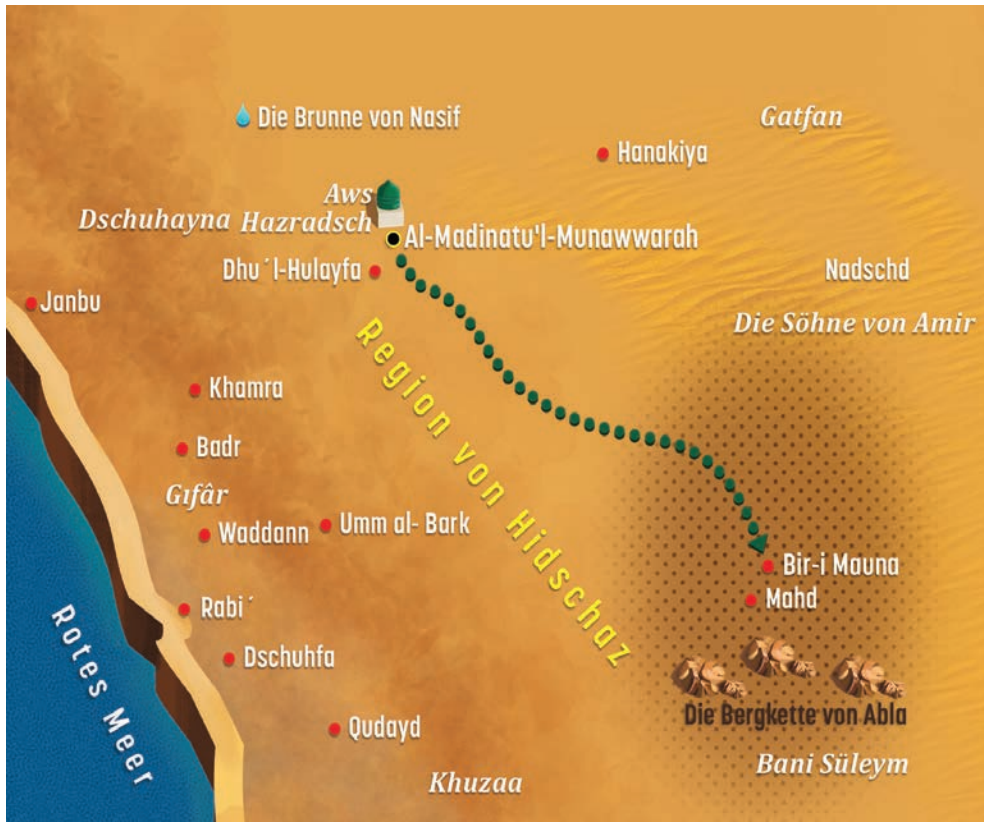 Die Brunne von Nasif
Gatfan
Hanakiya
Aws
Dschuhayna Hazradsch
Al-Madinatu'l-Munawwarah
Dhu´l-Hulayfa
Nadschd
Janbu
Die Söhne von Amir
Region von Hidschaz
Khamra
Badr
Gıfâr
Waddann
Umm al- Bark
Bir-i Mauna
Mahd
Rabi´
Rotes Meer
Dschuhfa
Die Bergkette von Abla
Qudayd
Bani Süleym
Khuzaa